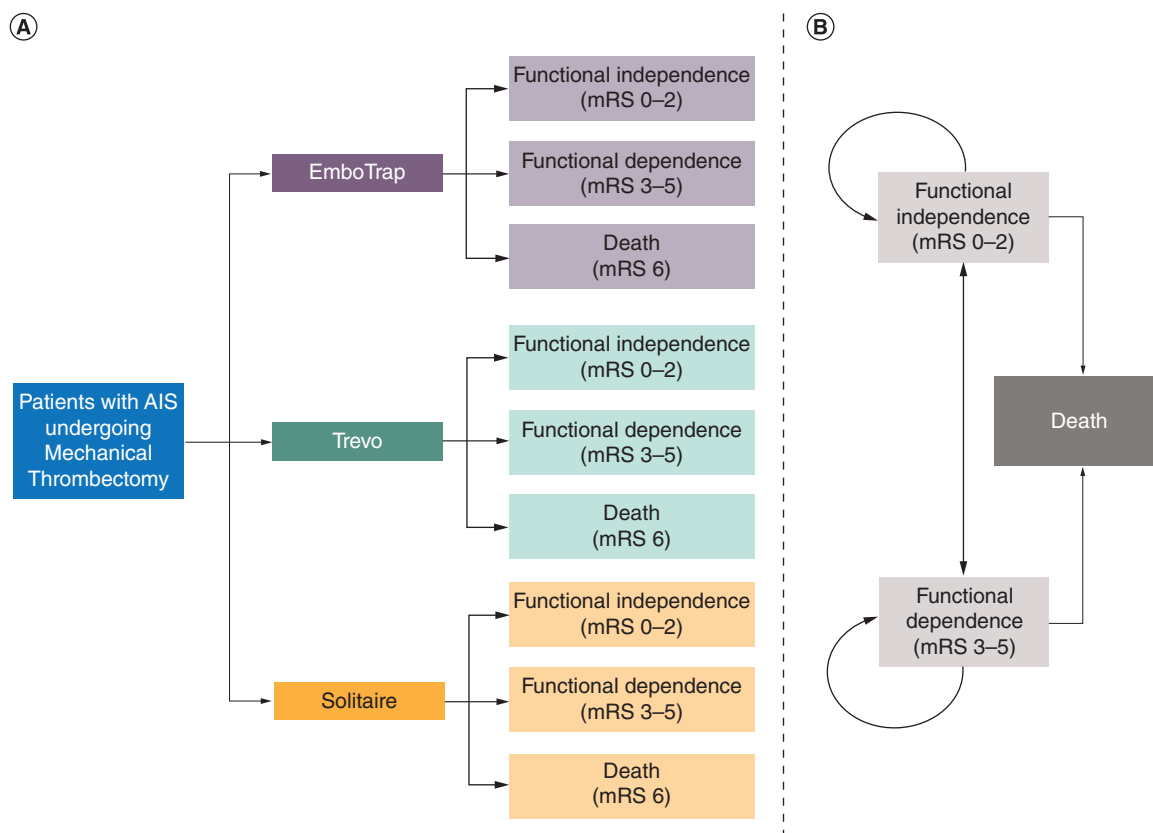 A
Patients with AIS
undergoing
Mechanical
Thrombectomy
EmboTrap
Functional independence
(mRS 0–2)
Functional dependence
(mRS 3–5)
Death
(mRS 6)
Trevo
Functional independence
(mRS 0–2)
Functional dependence
(mRS 3–5)
Death
(mRS 6)
Solitaire
Functional independence
(mRS 0–2)
Functional dependence
(mRS 3–5)
Death
(mRS 6)
B
Functional
independence
(mRS 0–2)
Death
Functional
dependence
(mRS 3–5)